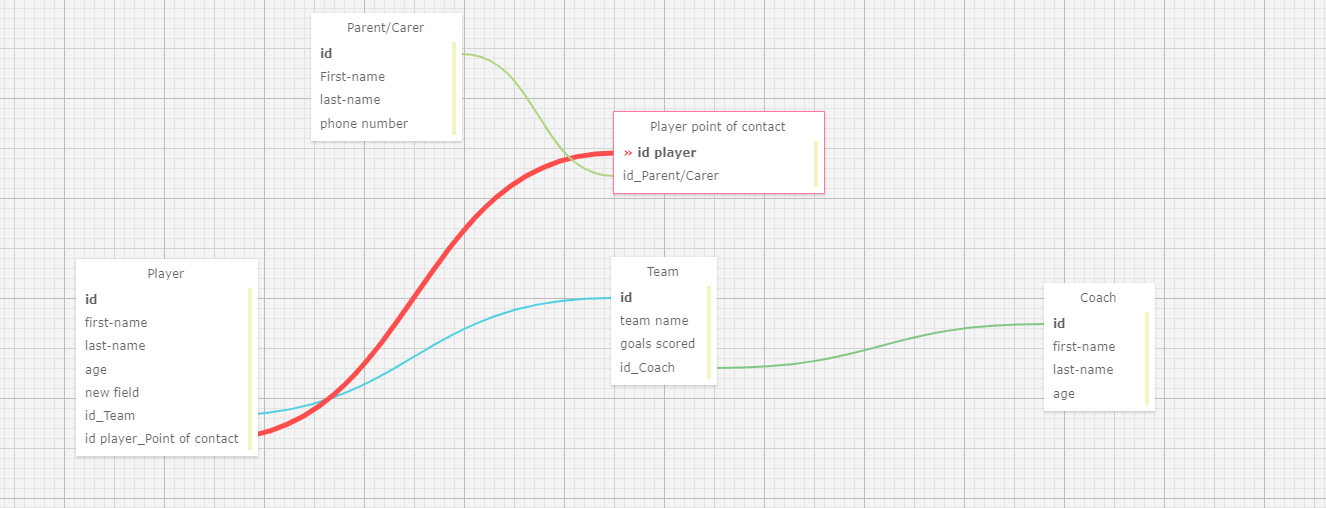 Parent/Carer
id
First-name
last-name
phone number
Player point of contact
» id player
id_Parent/Carer
Player
id
first-name
last-name
age
new field
id_Team
id player_Point of contact
Team
id
team name
goals scored
id_Coach
Coach
id
first-name
last-name
age